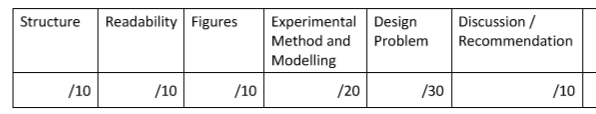 Structure Readability Figures Experimental Design Discussion /
Method and Problem Recommendation
Modelling
/10 /10 /10 /20 /30 /10